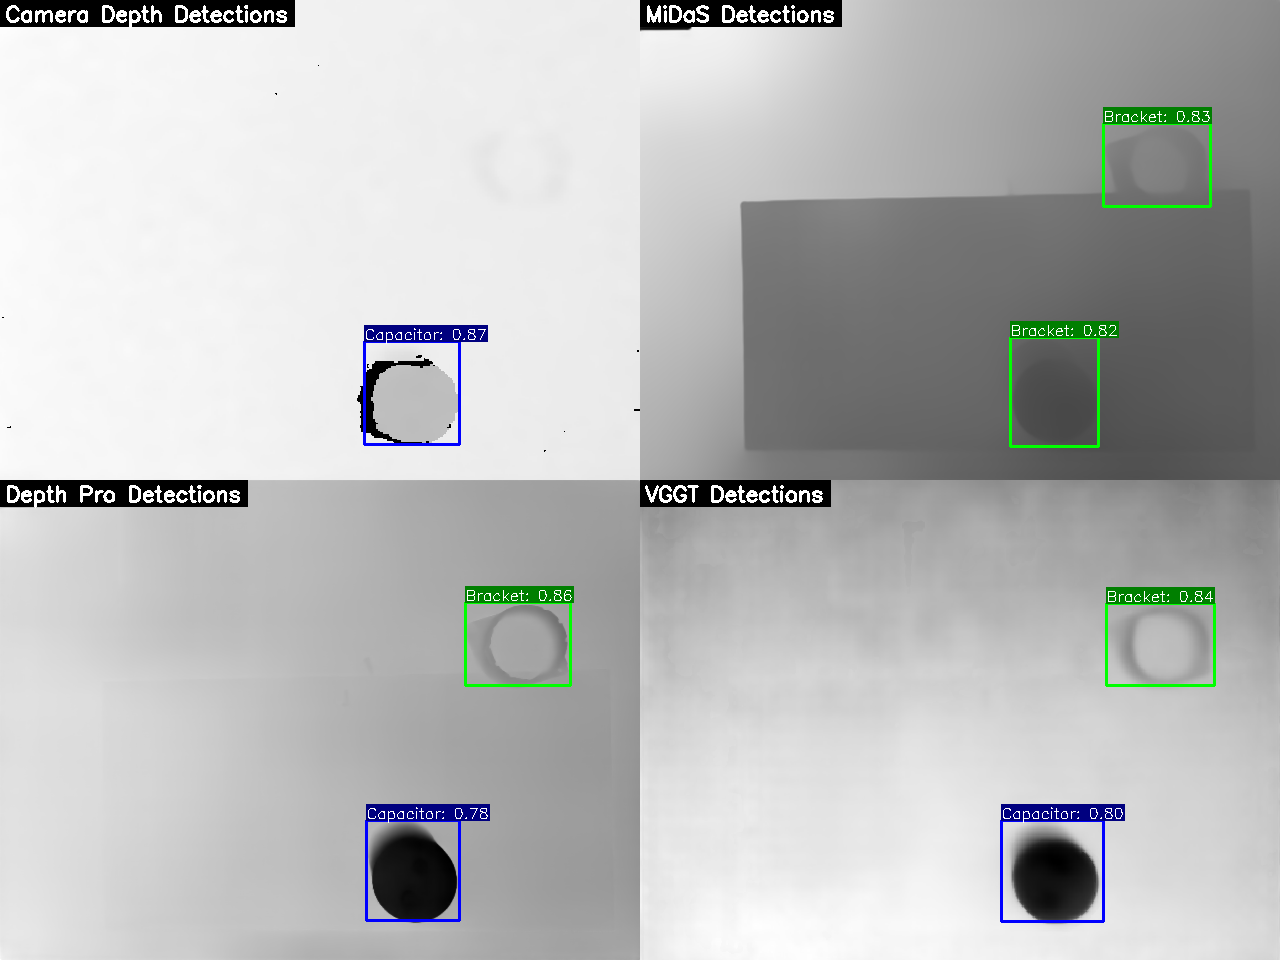 Camera Depth Detections
MiDaS Detections
Bracket: 0.83
Capacitor: 0.87
Bracket: 0.82
Depth Pro Detections
VGGT Detections
Bracket: 0.86
Bracket: 0.84
Capacitor: 0.78
Capacitor: 0.80